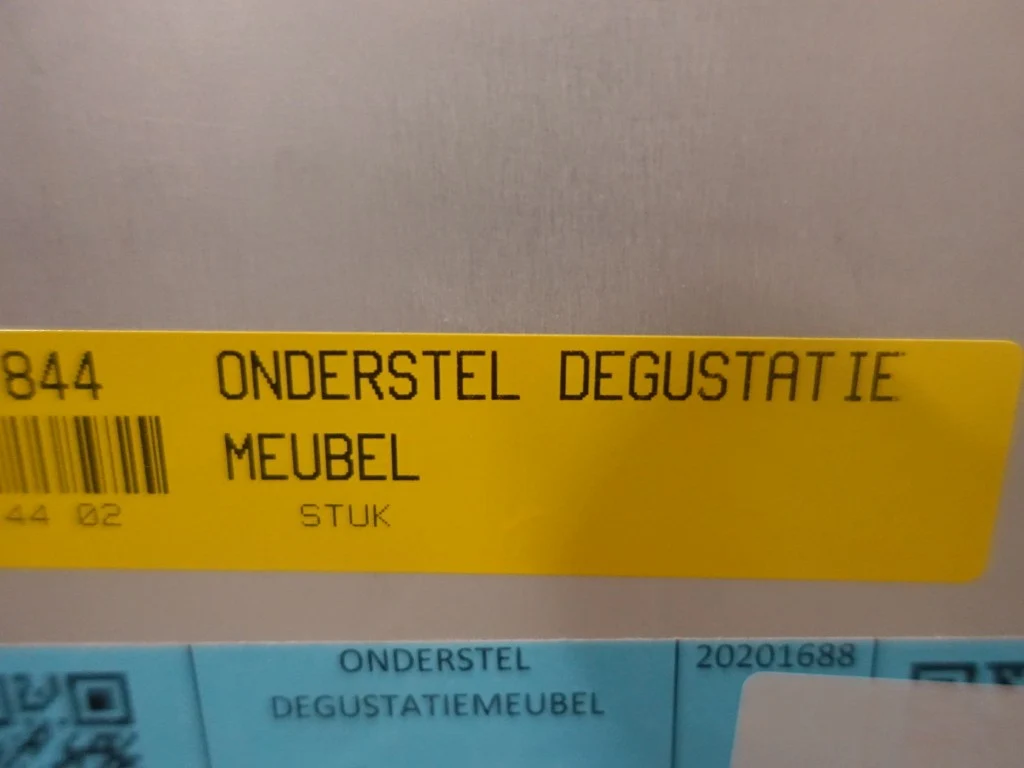 844 ONDERSTEL DEGUSTATIE
MEUBEL
44 02 STUK
ONDERSTEL 20201688
DEGUSTATIEMEUBEL